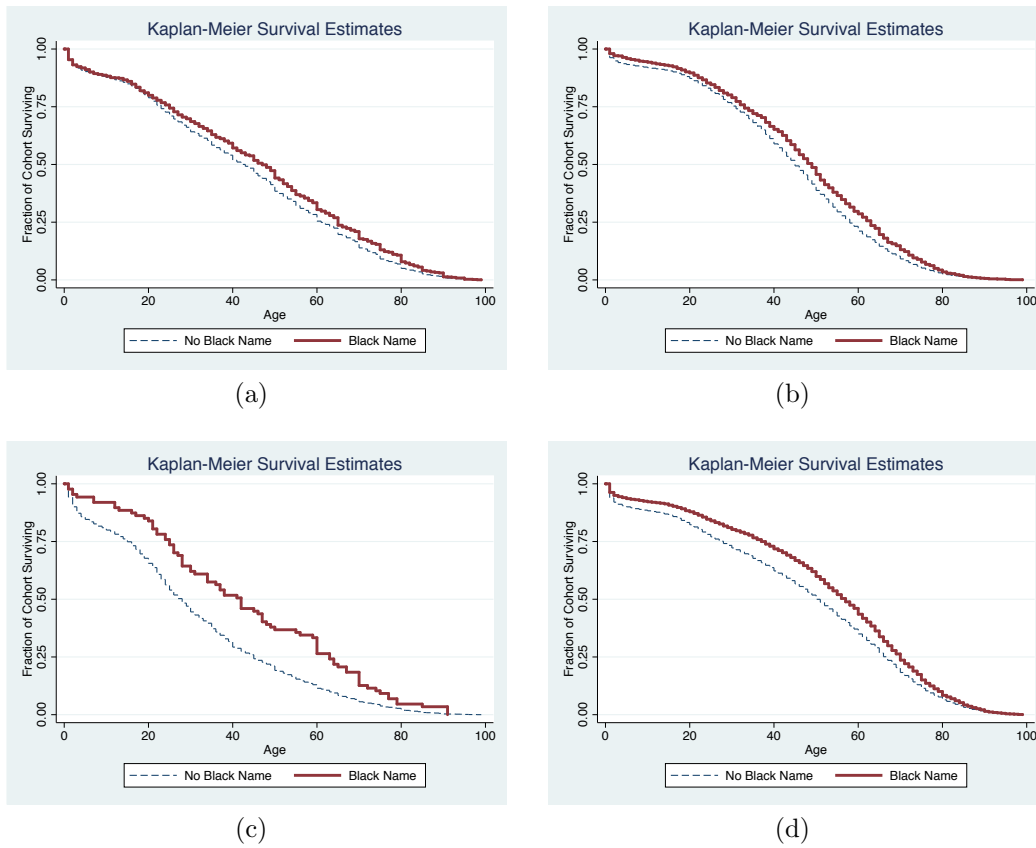 Kaplan-Meier Survival Estimates
Fraction of Cohort Surviving
0.00 0.25 0.50 0.75 1.00
0 20 40 60 80 100
Age
No Black Name Black Name
(a)
Kaplan-Meier Survival Estimates
Fraction of Cohort Surviving
0.00 0.25 0.50 0.75 1.00
0 20 40 60 80 100
Age
No Black Name Black Name
(b)
Kaplan-Meier Survival Estimates
Fraction of Cohort Surviving
0.00 0.25 0.50 0.75 1.00
0 20 40 60 80 100
Age
No Black Name Black Name
(c)
Kaplan-Meier Survival Estimates
Fraction of Cohort Surviving
0.00 0.25 0.50 0.75 1.00
0 20 40 60 80 100
Age
No Black Name Black Name
(d)